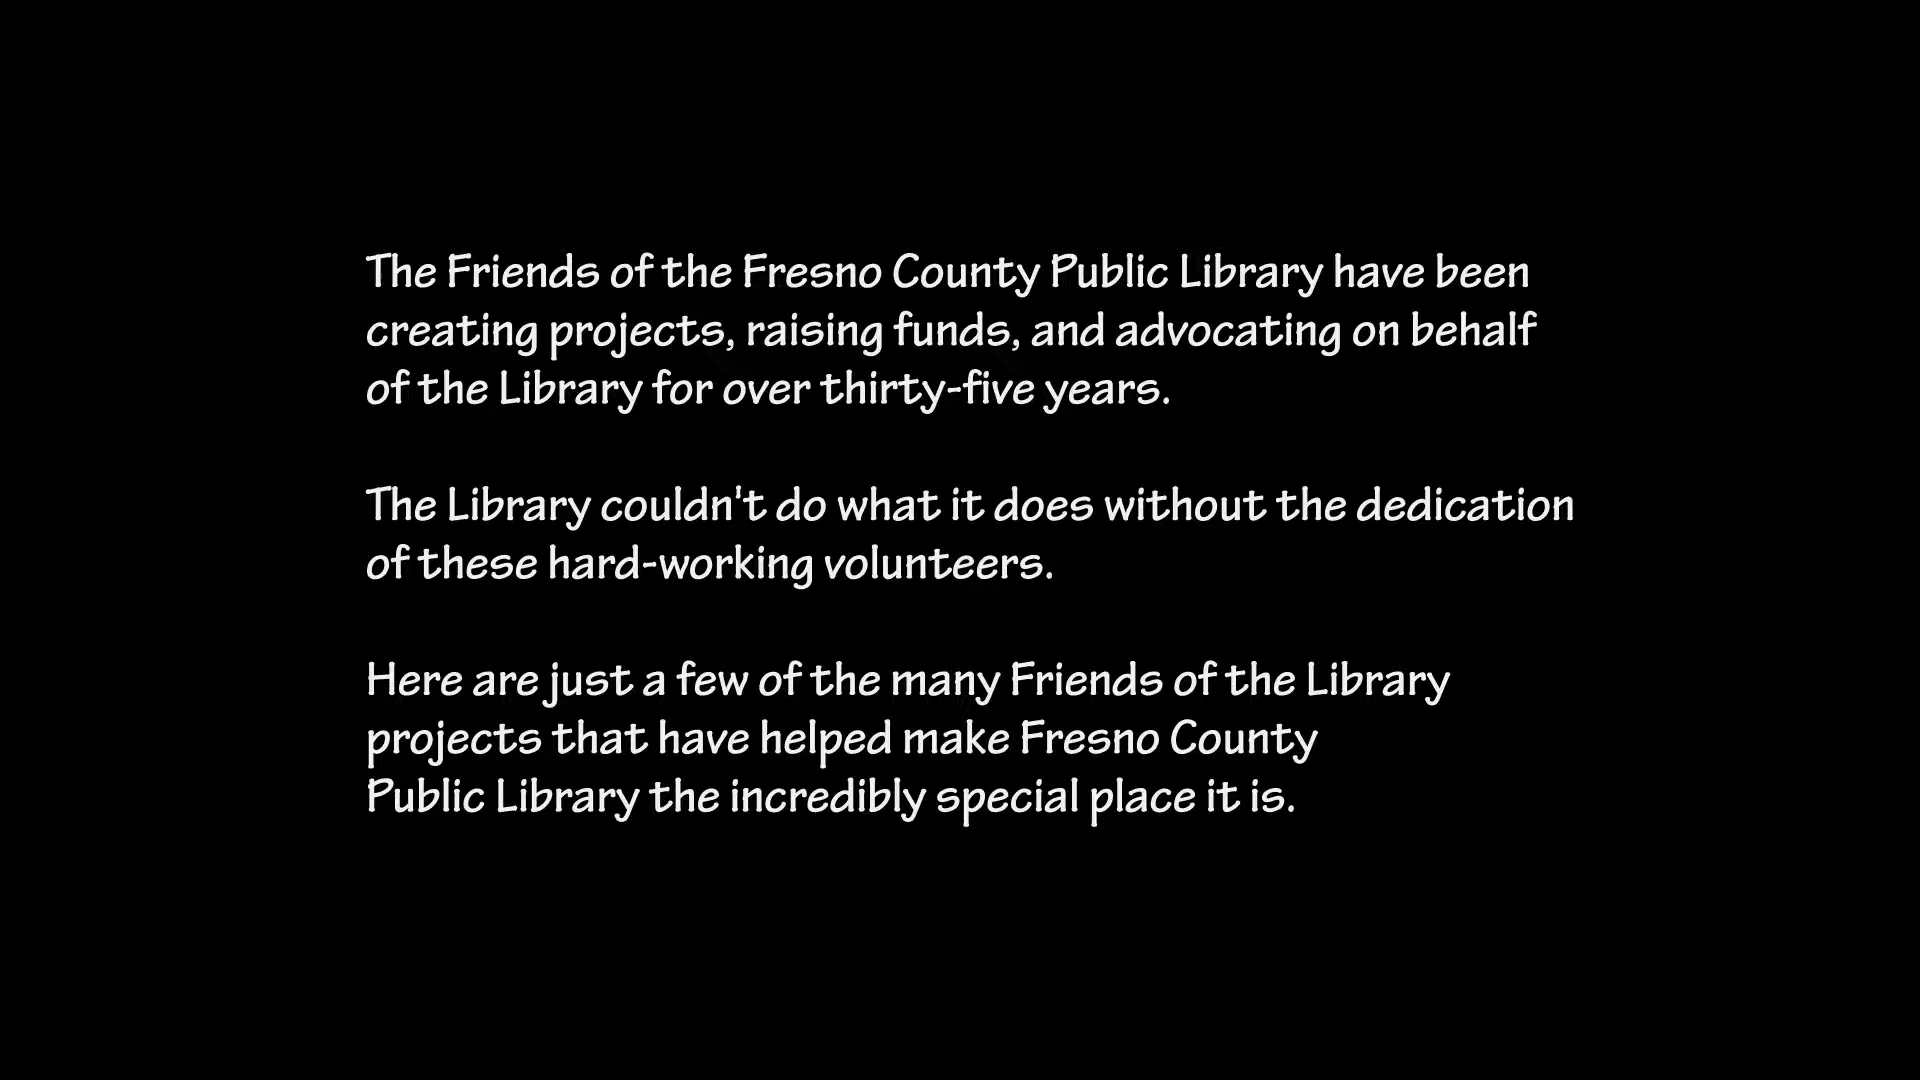 The Friends of the Fresno County Public Library have been
creating projects, raising funds, and advocating on behalf
of the Library for over thirty-five years.
The Library couldn't do what it does without the dedication
of these hard-working volunteers.
Here are just a few of the many Friends of the Library
projects that have helped make Fresno County
Public Library the incredibly special place it is.